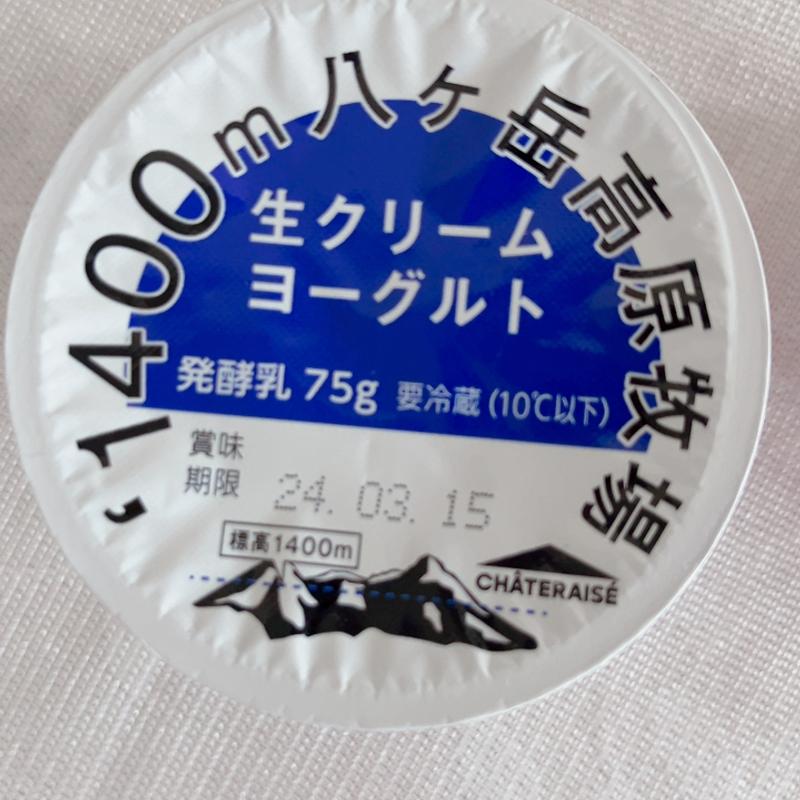 ,1400m八ヶ岳高原牧場
生クリーム
ヨーグルト
発酵乳 75g 要冷蔵 (10℃以下)
賞味
期限
24. 03. 15
標高1400m
CHÂTERAISÉ